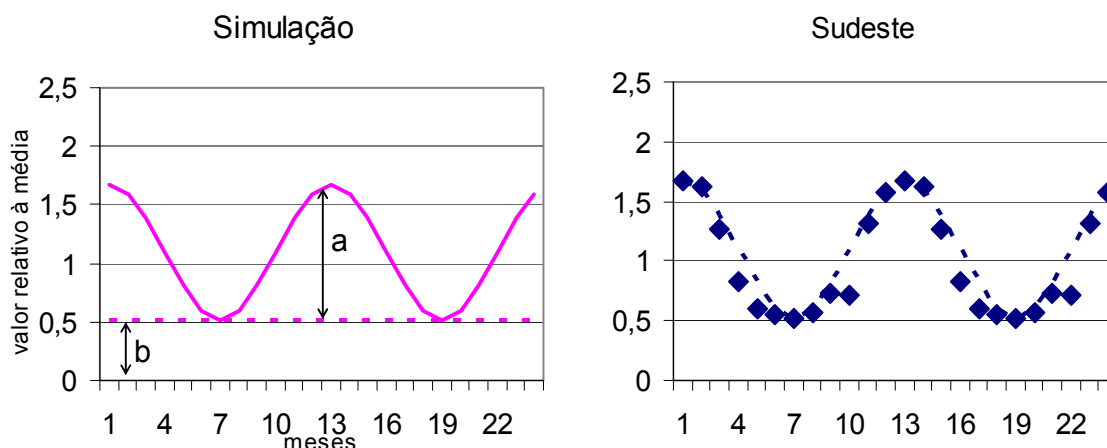 Simulação
valor relativo à média
2,5
2
1,5
1
0,5
0
a
b
1 4 7 10 13 16 19 22
meses
Sudeste
2,5
2
1,5
1
0,5
0
1 4 7 10 13 16 19 22